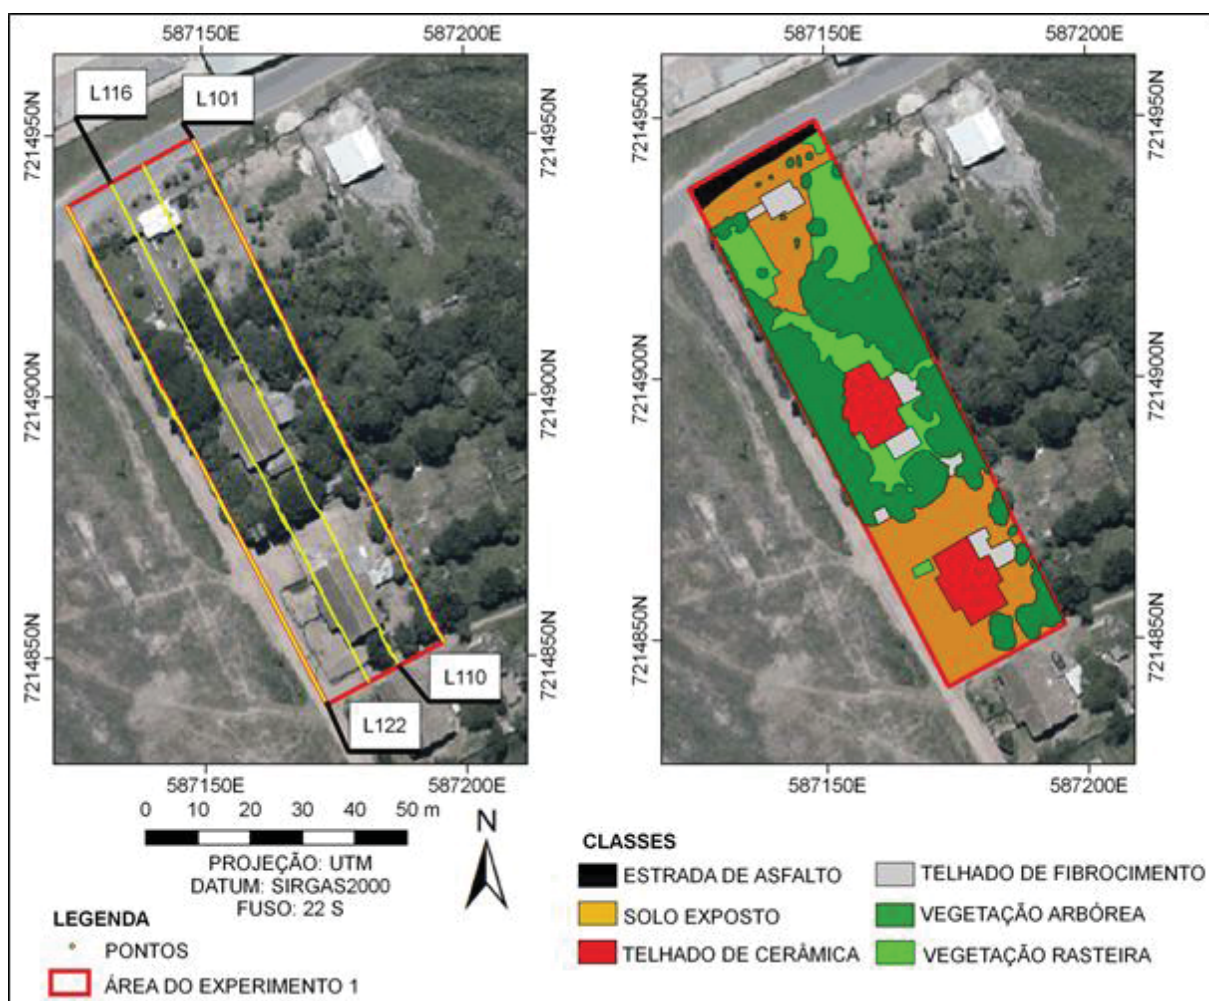 587150E
587200E
587150E
587200E
L116
L101
7214950N
7214950N
7214950N
7214950N
7214900N
7214900N
7214900N
7214900N
7214850N
7214850N
7214850N
7214850N
L110
L122
587150E
587200E
587150E
587200E
0 10 20 30 40 50 m
N
PROJEÇÃO: UTM
DATUM: SIRGAS2000
FUSO: 22 S
LEGENDA
PONTOS
ÁREA DO EXPERIMENTO 1
CLASSES
ESTRADA DE ASFALTO
TELHADO DE FIBROCIMENTO
SOLO EXPOSTO
VEGETAÇÃO ARBÓREA
TELHADO DE CERÂMICA
VEGETAÇÃO RASTEIRA